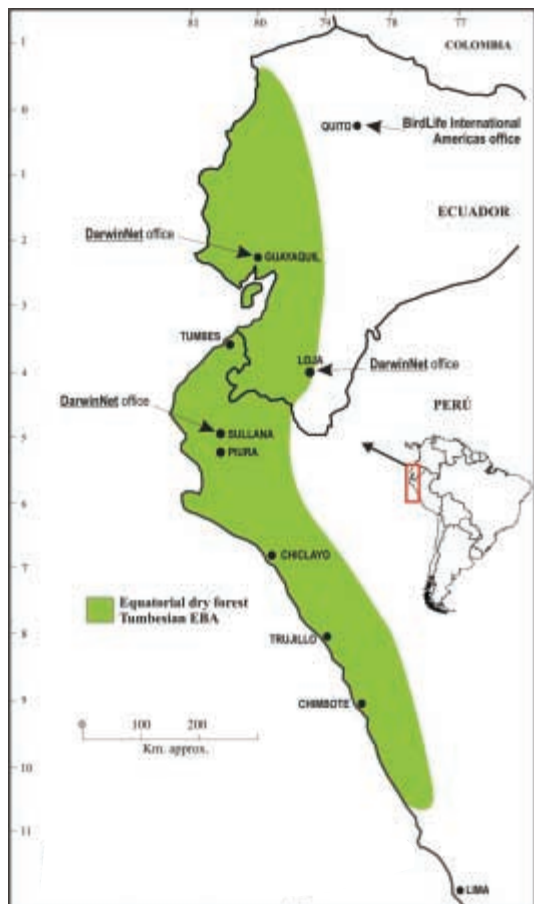 81 80 79 78 77
1
COLOMBIA
0
QUITO
BirdLife International
Americas office
1
ECUADOR
DarwinNet office
2
GUAYAQUIL
3
TUMBES
LOJA
DarwinNet office
4
DarwinNet office
PERÚ
SULLANA
5
PIURA
6
CHICLAYO
7
Equatorial dry forest
Tumbesian EBA
TRUJILLO
8
CHIMBOTE
9
0 100 200
Km. approx.
10
11
LIMA